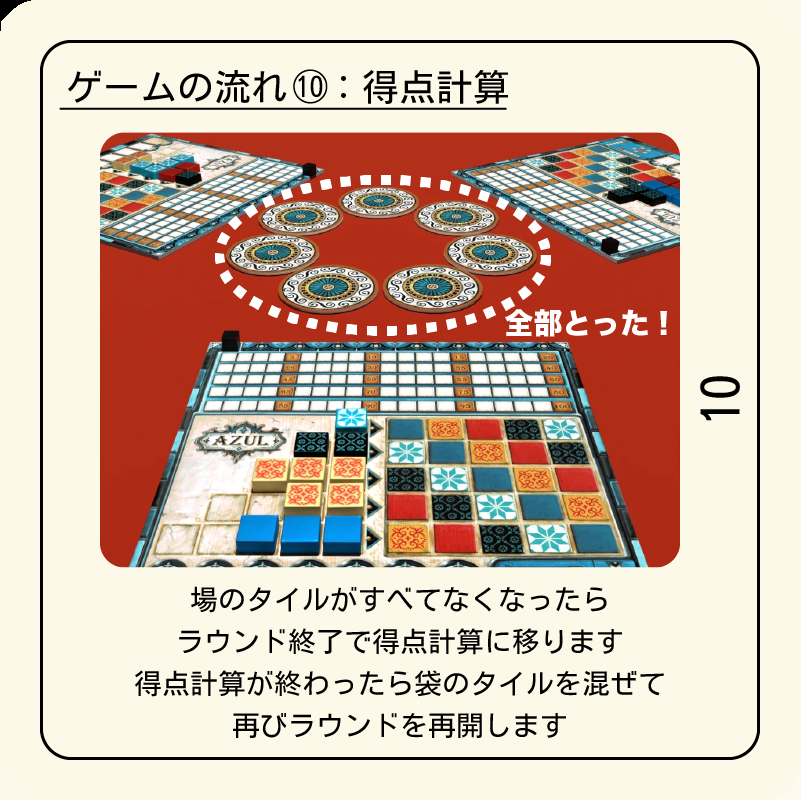 ゲームの流れ⑩：得点計算
全部とった！
AZUL
10
場のタイルがすべてなくなったら
ラウンド終了で得点計算に移ります
得点計算が終わったら袋のタイルを混ぜて
再びラウンドを再開します